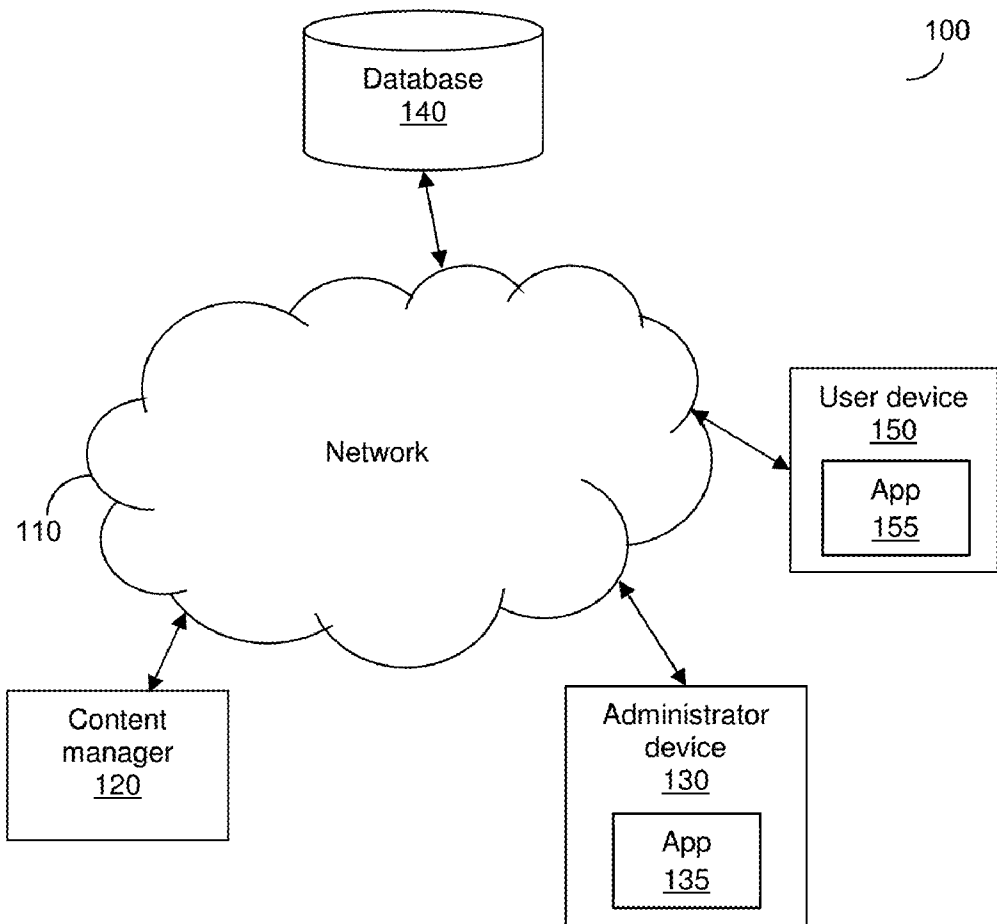 100
Database
140
Network
110
User device
150
App
155
Content
manager
120
Administrator
device
130
App
135